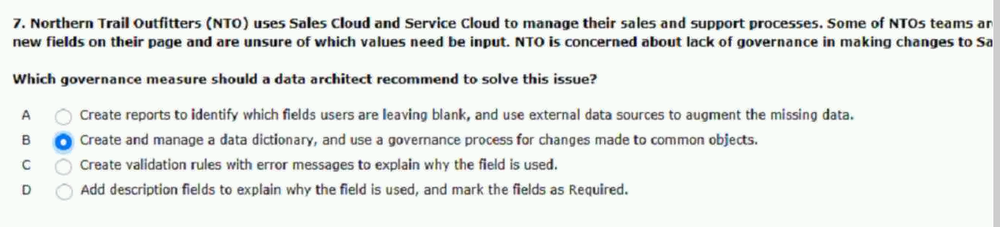 7. Northern Trail Outfitters (NTO) uses Sales Cloud and Service Cloud to manage their sales and support processes. Some of NTOs teams ar
new fields on their page and are unsure of which values need be input. NTO is concerned about lack of governance in making changes to Sa
Which governance measure should a data architect recommend to solve this issue?
A Create reports to identify which fields users are leaving blank, and use external data sources to augment the missing data.
B Create and manage a data dictionary, and use a governance process for changes made to common objects.
C Create validation rules with error messages to explain why the field is used.
D Add description fields to explain why the field is used, and mark the fields as Required.